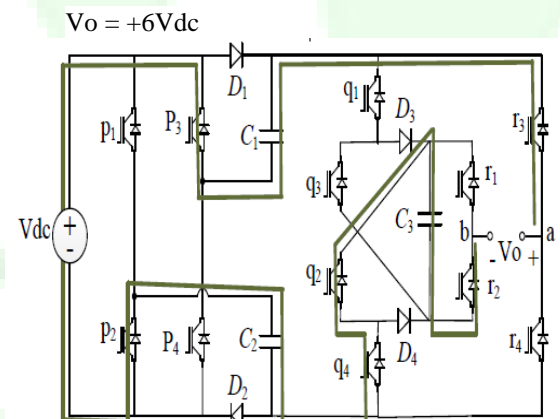 Vo = +6Vdc
D1
q1
D3
p1
P3
C1
r3
q3
r1
Vdc
+
-
C3
b
a
- Vo +
q2
r2
p2
P4
C2
D4
r4
q4
D2